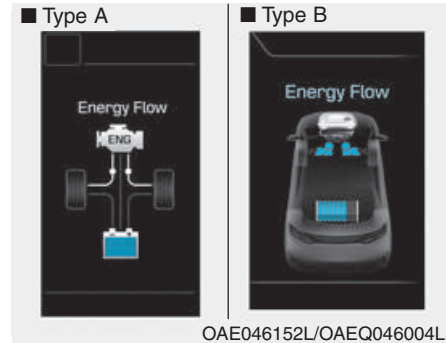 ■ Type A
■ Type B
Energy Flow
ENG
Energy Flow
OAE046152L/OAEQ046004L